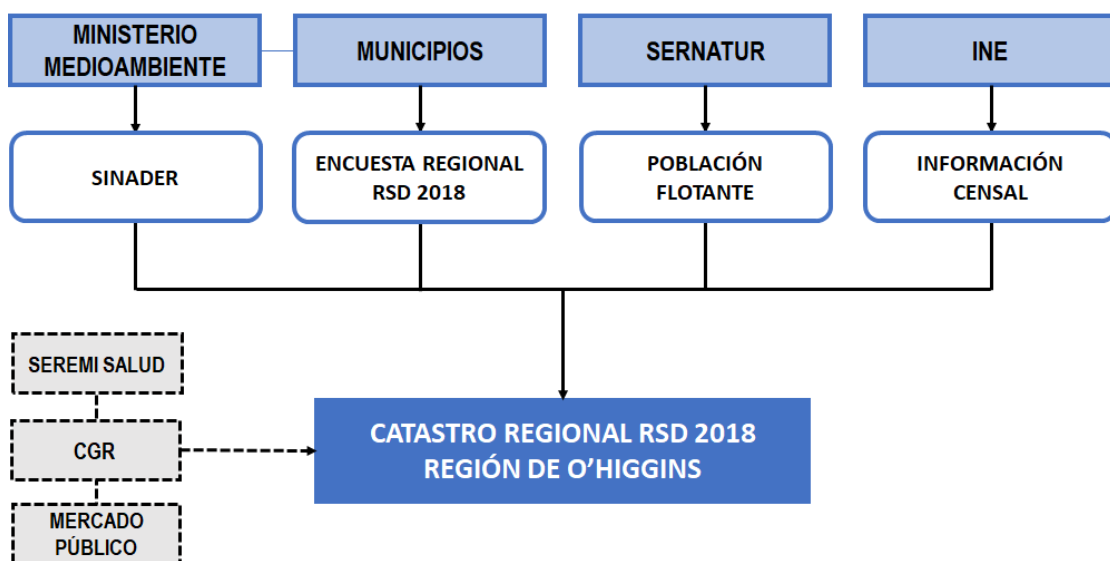 MINISTERIO
MEDIOAMBIENTE
MUNICIPIOS
SERNATUR
INE
SINADER
ENCUESTA REGIONAL
RSD 2018
POBLACIÓN
FLOTANTE
INFORMACIÓN
CENSAL
SEREMI SALUD
CGR
MERCADO
PÚBLICO
CATASTRO REGIONAL RSD 2018
REGIÓN DE O’HIGGINS